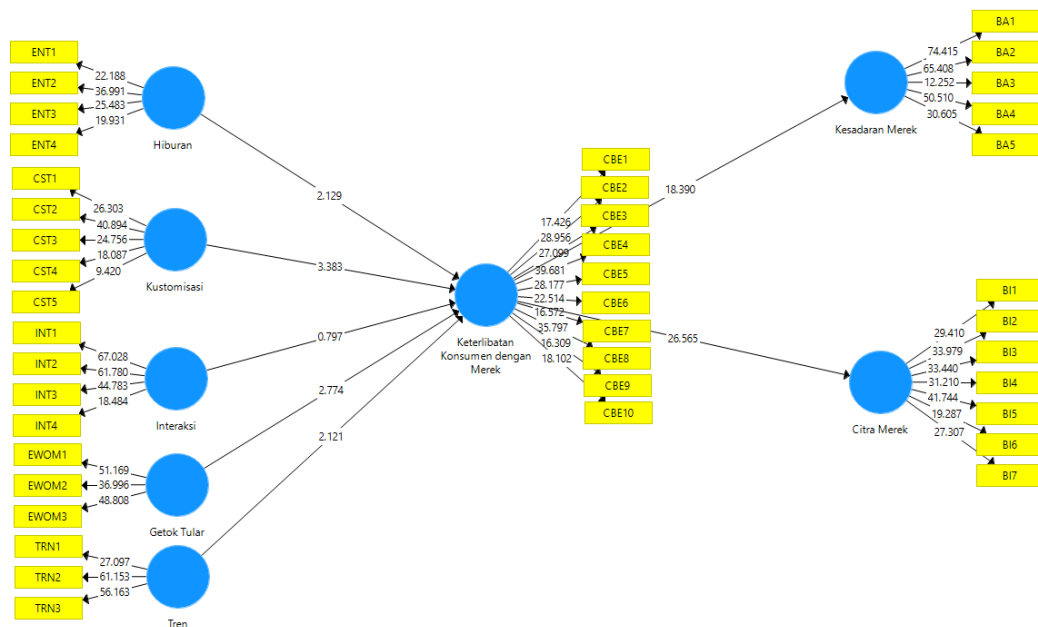 ENT1
ENT2
ENT3
ENT4
22.188
36.991
25.483
19.931
Hiburan
CST1
CST2
CST3
CST4
CST5
26.303
40.894
24.756
18.087
9.420
Kustomisasi
INT1
INT2
INT3
INT4
67.028
61.780
44.783
18.484
Interaksi
EWOM1
EWOM2
EWOM3
51.169
36.996
48.808
Getok Tular
TRN1
TRN2
TRN3
27.097
61.153
56.163
Tren
2.129
3.383
0.797
2.774
2.121
Keterlibatan
Konsumen dengan
Merek
17.426
28.956
27.099
39.681
28.177
22.514
16.572
35.797
16.309
18.102
CBE1
CBE2
CBE3
CBE4
CBE5
CBE6
CBE7
CBE8
CBE9
CBE10
18.390
26.565
Kesadaran Merek
74.415
65.408
12.252
50.510
30.605
BA1
BA2
BA3
BA4
BA5
Citra Merek
29.410
33.979
33.440
31.210
41.744
19.287
27.307
BI1
BI2
BI3
BI4
BI5
BI6
BI7